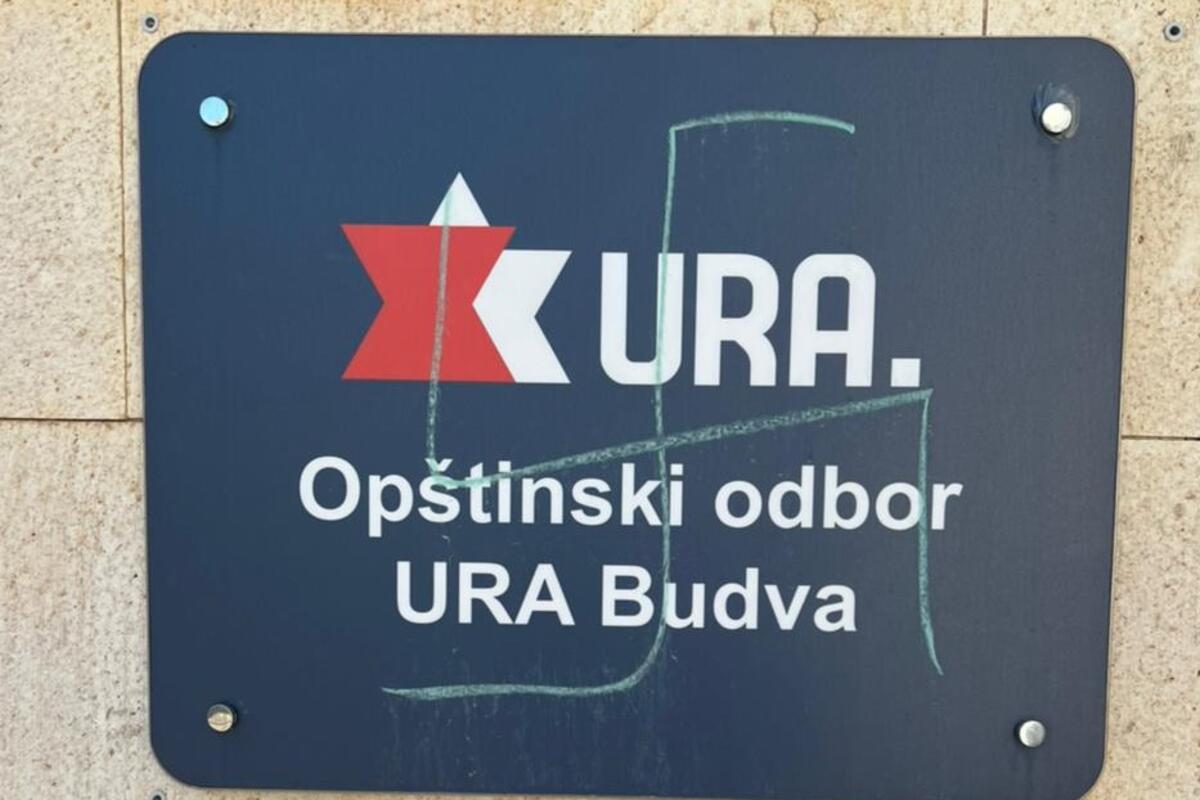 URA.
Opštinski odbor
URA Budva